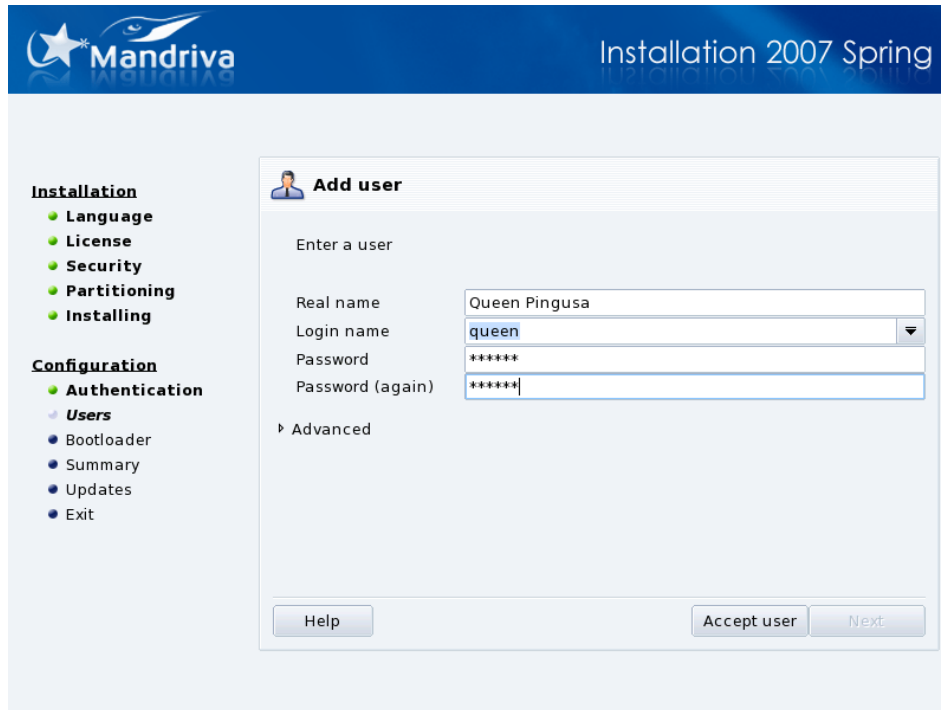 Mandriva
Installation 2007 Spring
Installation
Language
License
Security
Partitioning
Installing
Configuration
Authentication
Users
Bootloader
Summary
Updates
Exit
Add user
Enter a user
Real name Queen Pingusa
Login name queen
Password ******
Password (again) ******
Advanced
Help Accept user Next